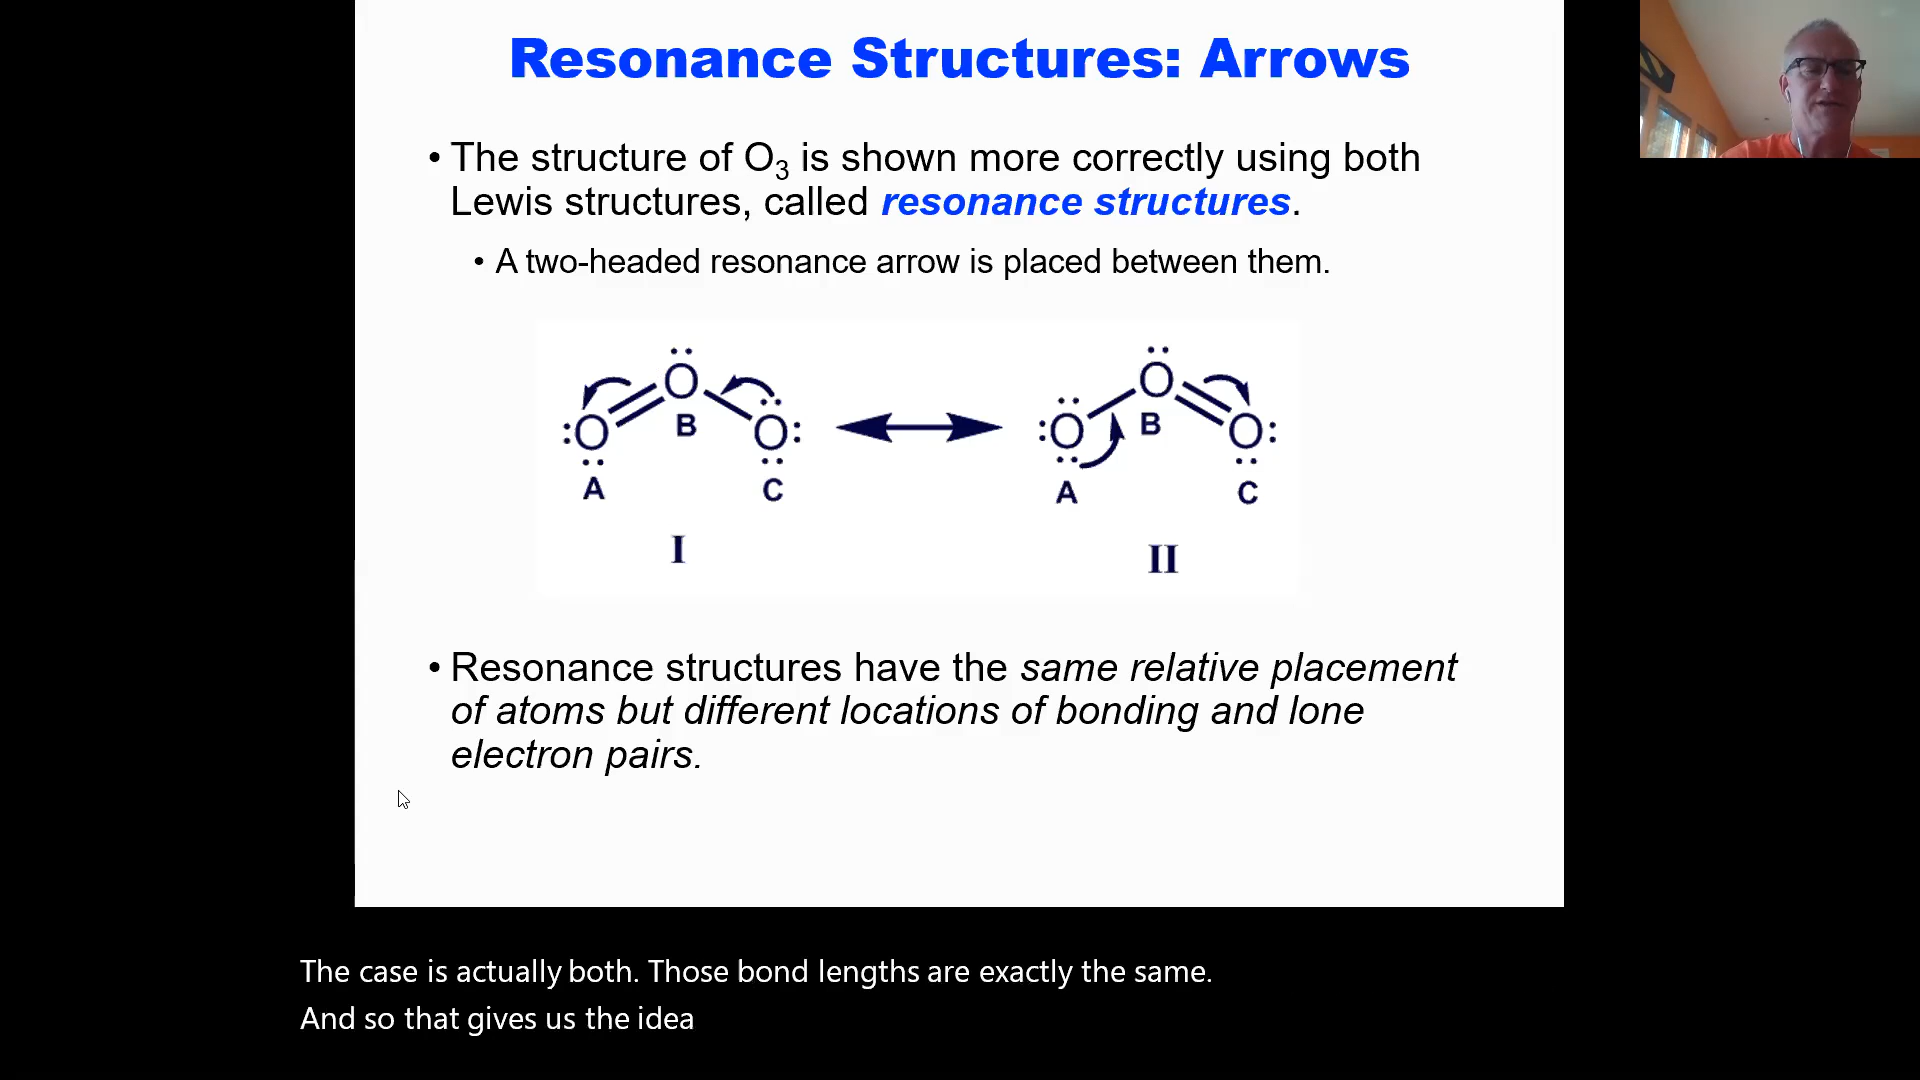 Resonance Structures: Arrows
• The structure of O₃ is shown more correctly using both
Lewis structures, called resonance structures.
• A two-headed resonance arrow is placed between them.
O O
B B
:O O: :O O:
A C A C
I II
• Resonance structures have the same relative placement
of atoms but different locations of bonding and lone
electron pairs.
The case is actually both. Those bond lengths are exactly the same.
And so that gives us the idea